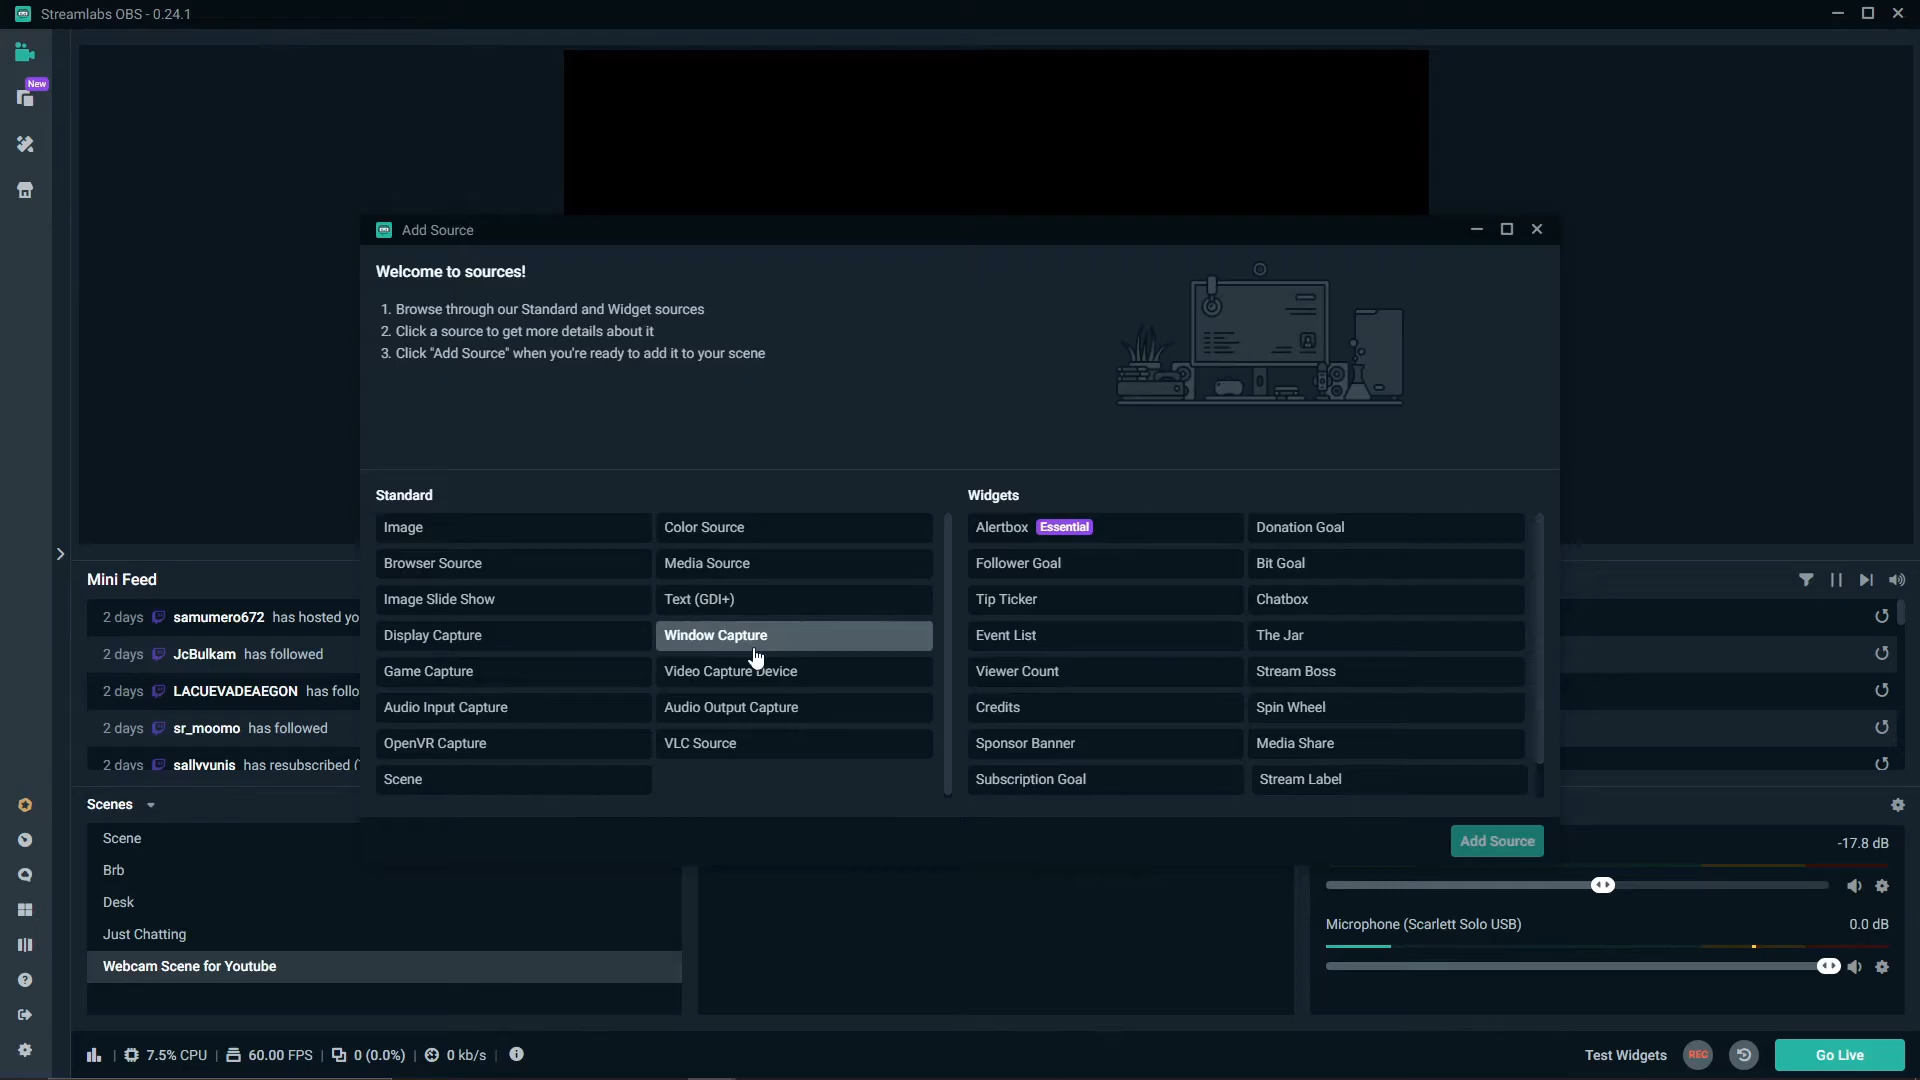 Streamlabs OBS - 0.24.1
New
Add Source
Welcome to sources!
1. Browse through our Standard and Widget sources
2. Click a source to get more details about it
3. Click "Add Source" when you're ready to add it to your scene
Standard
Image
Color Source
Browser Source
Media Source
Image Slide Show
Text (GDI+)
Display Capture
Window Capture
Game Capture
Video Capture Device
Audio Input Capture
Audio Output Capture
OpenVR Capture
VLC Source
Scene
Widgets
Alertbox Essential
Donation Goal
Follower Goal
Bit Goal
Tip Ticker
Chatbox
Event List
The Jar
Viewer Count
Stream Boss
Credits
Spin Wheel
Sponsor Banner
Media Share
Subscription Goal
Stream Label
Add Source
Mini Feed
2 days samumero672 has hosted yo
2 days JcBulkam has followed
2 days LACUEVADEAEGON has follo
2 days sr_moomo has followed
2 days sallvvunis has resubscribed (
Scenes
Scene
Brb
Desk
Just Chatting
Webcam Scene for Youtube
-17.8 dB
Microphone (Scarlett Solo USB) 0.0 dB
7.5% CPU | 60.00 FPS | 0 (0.0%) | 0 kb/s
Test Widgets
REC
Go Live